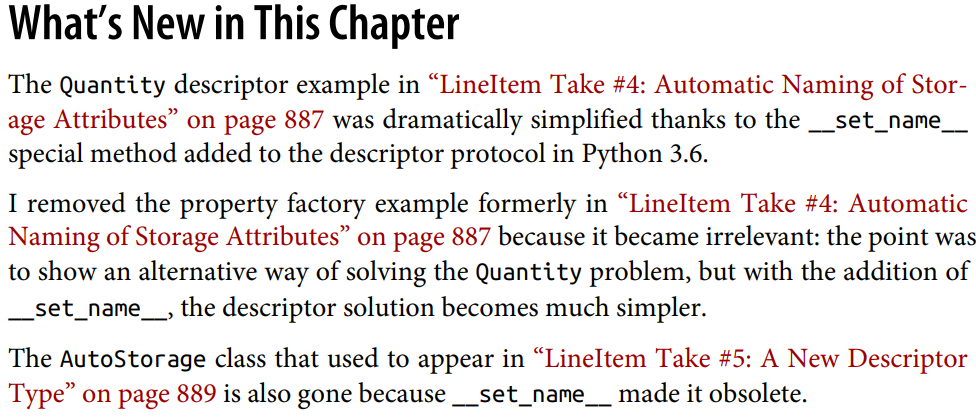 What's New in This Chapter
The Quantity descriptor example in “LineItem Take #4: Automatic Naming of Stor-
age Attributes” on page 887 was dramatically simplified thanks to the __set_name__
special method added to the descriptor protocol in Python 3.6.
I removed the property factory example formerly in “LineItem Take #4: Automatic
Naming of Storage Attributes” on page 887 because it became irrelevant: the point was
to show an alternative way of solving the Quantity problem, but with the addition of
__set_name__, the descriptor solution becomes much simpler.
The AutoStorage class that used to appear in “LineItem Take #5: A New Descriptor
Type” on page 889 is also gone because __set_name__ made it obsolete.